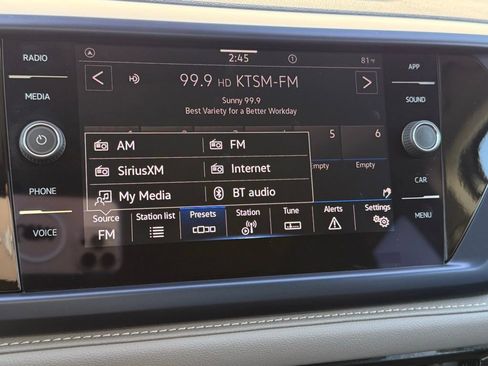 RADIO
MEDIA
PHONE
VOICE
2:45
1
81°F
99.9 HD KTSM-FM
Sunny 99.9
Best Variety for a Better Workday
AM
FM
SiriusXM
Internet
My Media
BT audio
5
6
Empty
Empty
Source
FM
Station list
Presets
Station
Tune
Alerts
Settings
APP
SOUND
CAR
MENU